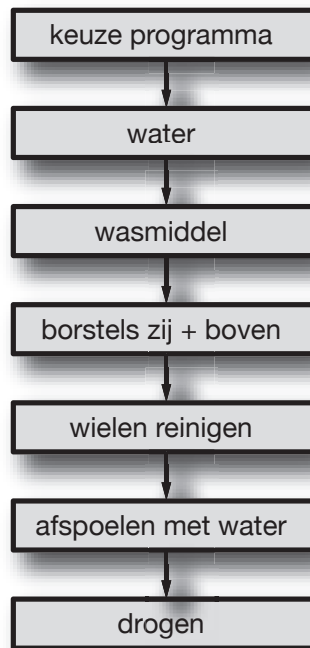 keuze programma
water
wasmiddel
borstels zij + boven
wielen reinigen
afspoelen met water
drogen